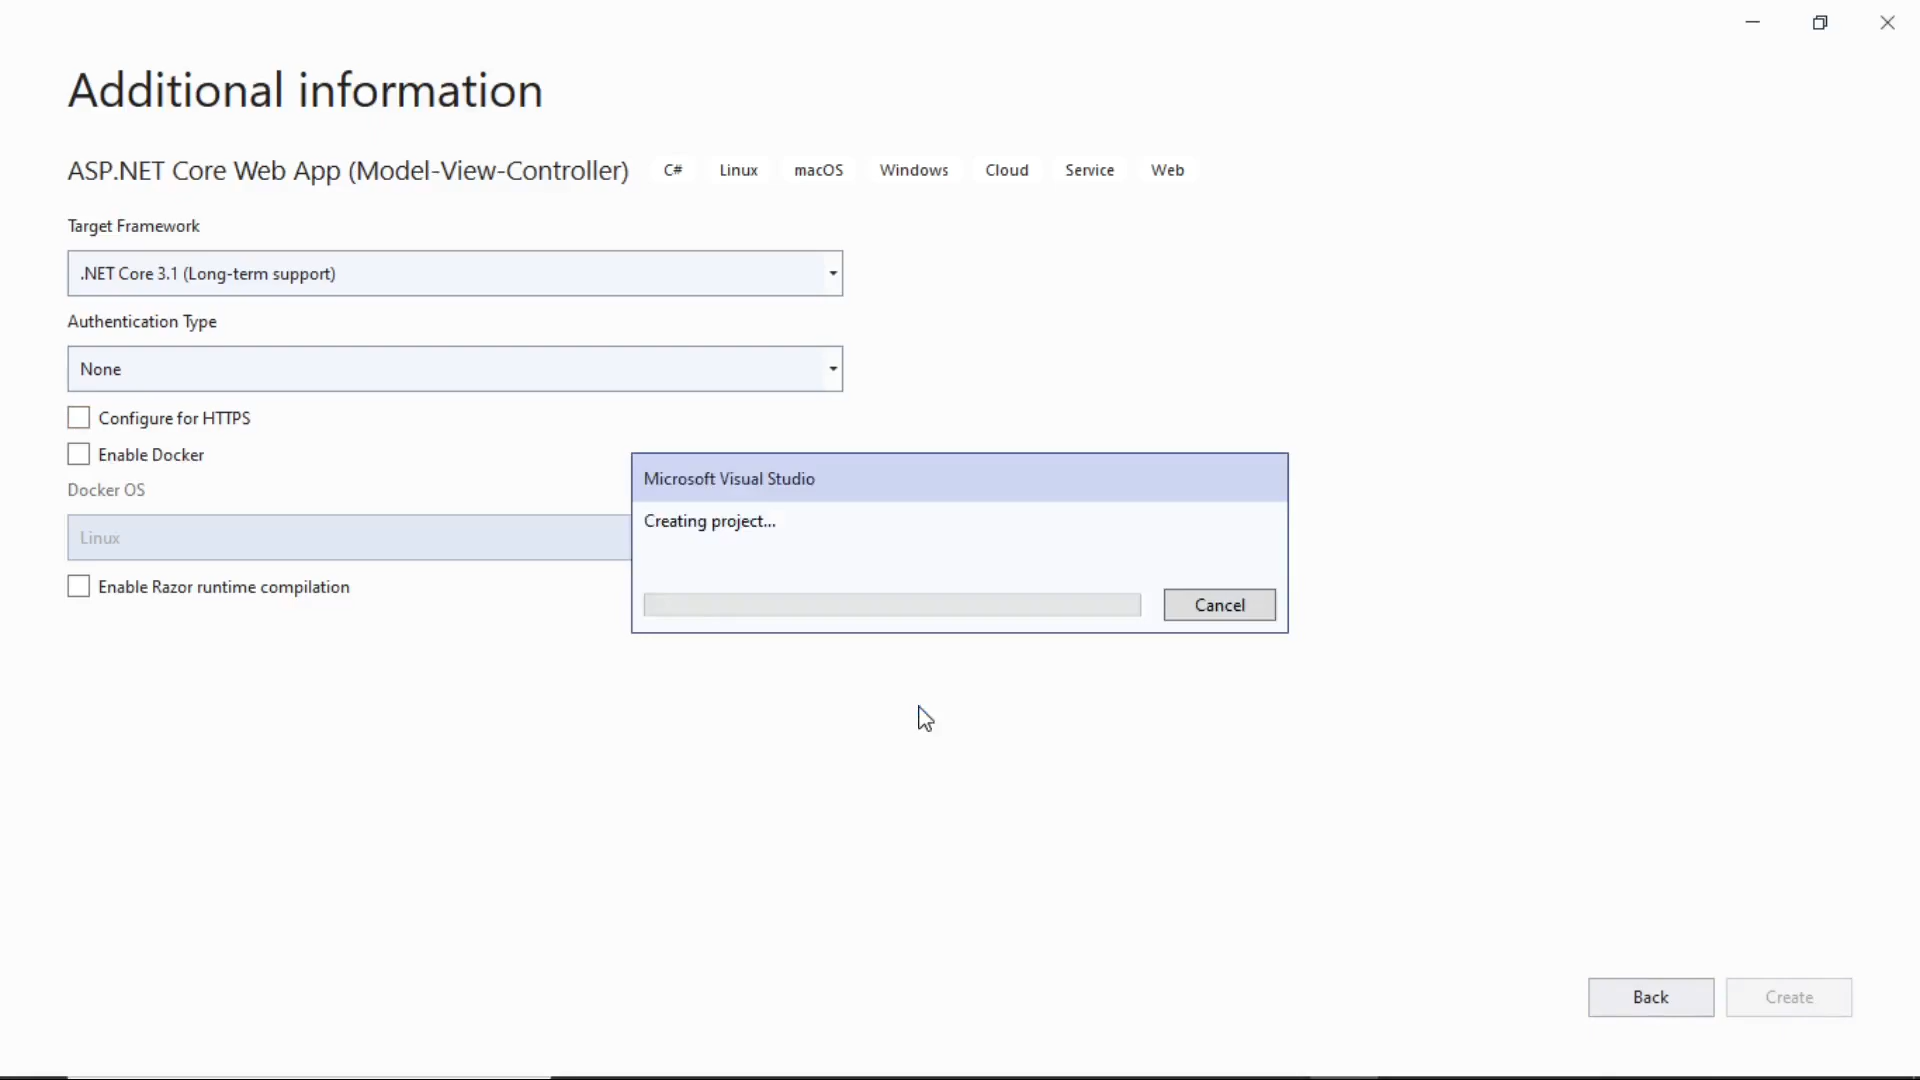 Additional information
ASP.NET Core Web App (Model-View-Controller) C# Linux macOS Windows Cloud Service Web
Target Framework
.NET Core 3.1 (Long-term support)
Authentication Type
None
Configure for HTTPS
Enable Docker
Docker OS
Linux
Enable Razor runtime compilation
Microsoft Visual Studio
Creating project...
Cancel
Back Create